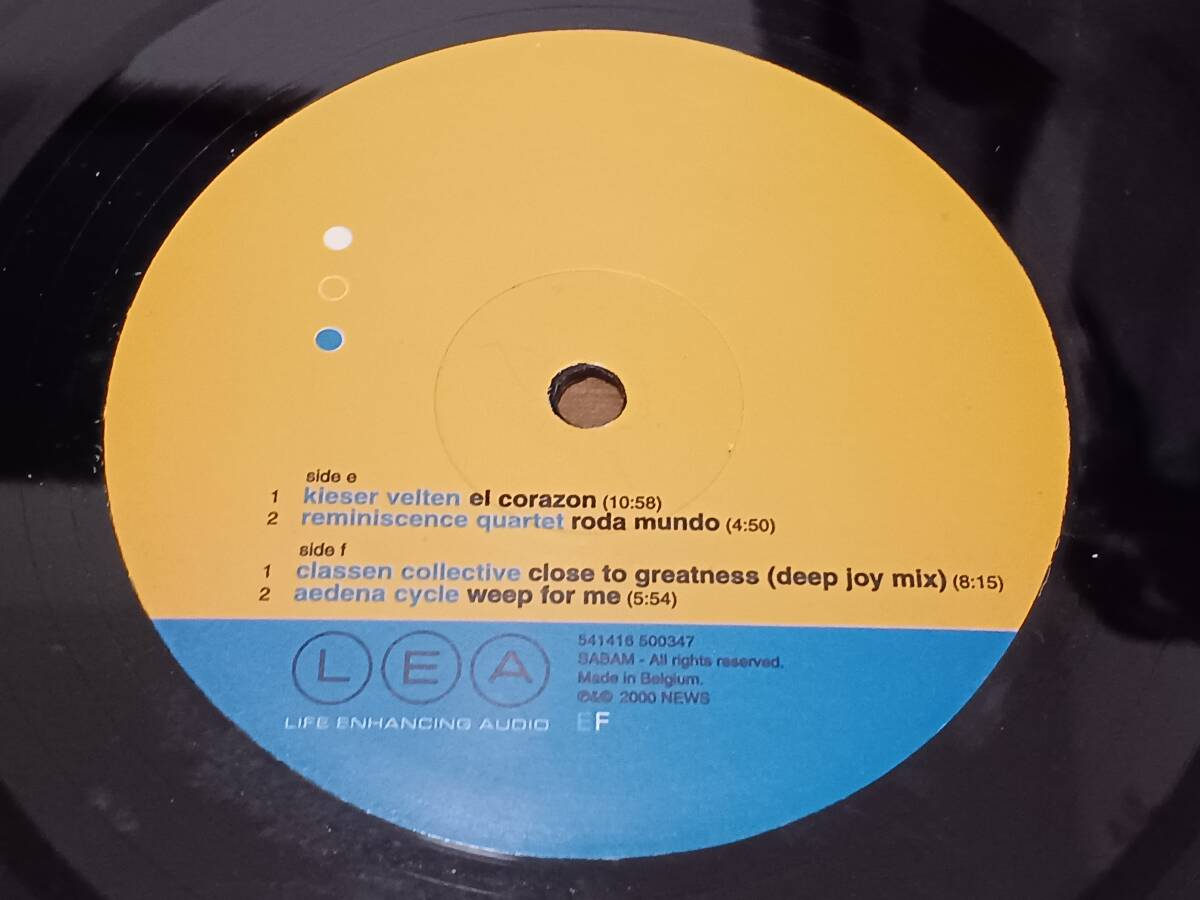 side e
1 kieser velten el corazon (10:58)
2 reminiscence quartet roda mundo (4:50)
side f
1 classen collective close to greatness (deep joy mix) (8:15)
2 aedena cycle weep for me (5:54)
LEA
LIFE ENHANCING AUDIO
541416 500347
SABAM - All rights reserved.
Made in Belgium.
℗&© 2000 NEWS
EF